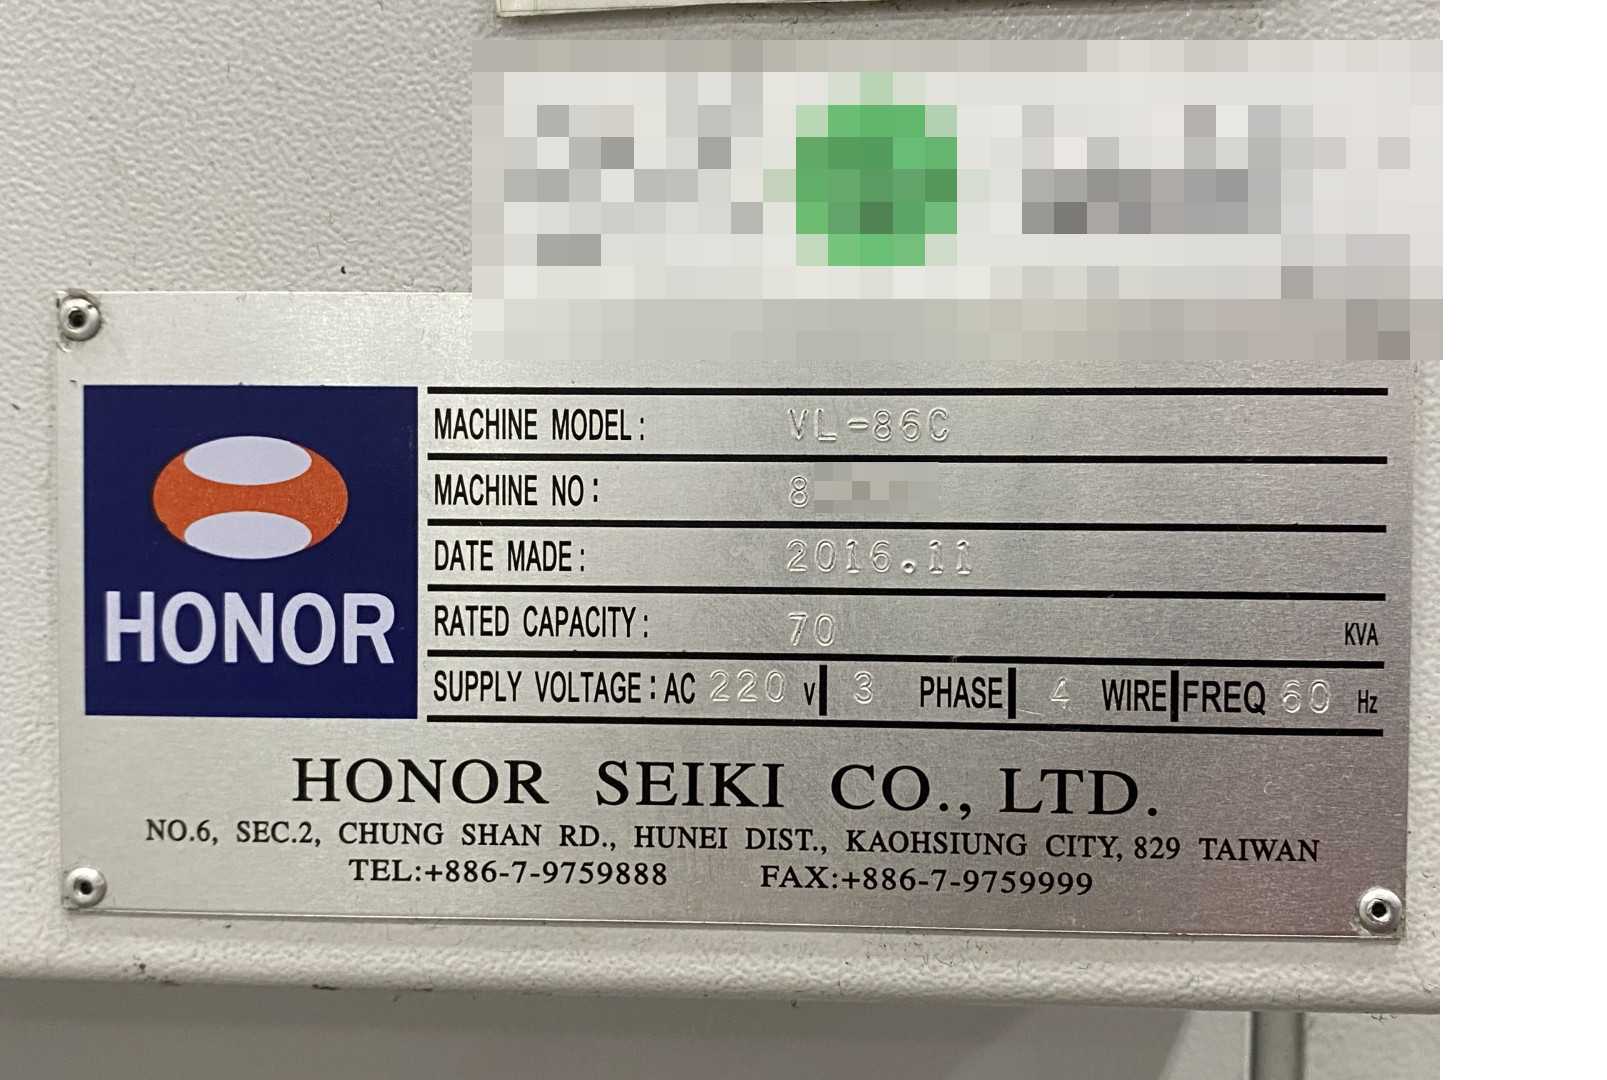 HONOR
MACHINE MODEL: VL-86C
MACHINE NO: 8
DATE MADE: 2016.11
RATED CAPACITY: 70 KVA
SUPPLY VOLTAGE: AC 220 V 3 PHASE 4 WIRE FREQ 60 Hz
HONOR SEIKI CO., LTD.
NO.6, SEC.2, CHUNG SHAN RD., HUNEI DIST., KAOHSIUNG CITY, 829 TAIWAN
TEL:+886-7-9759888 FAX:+886-7-9759999